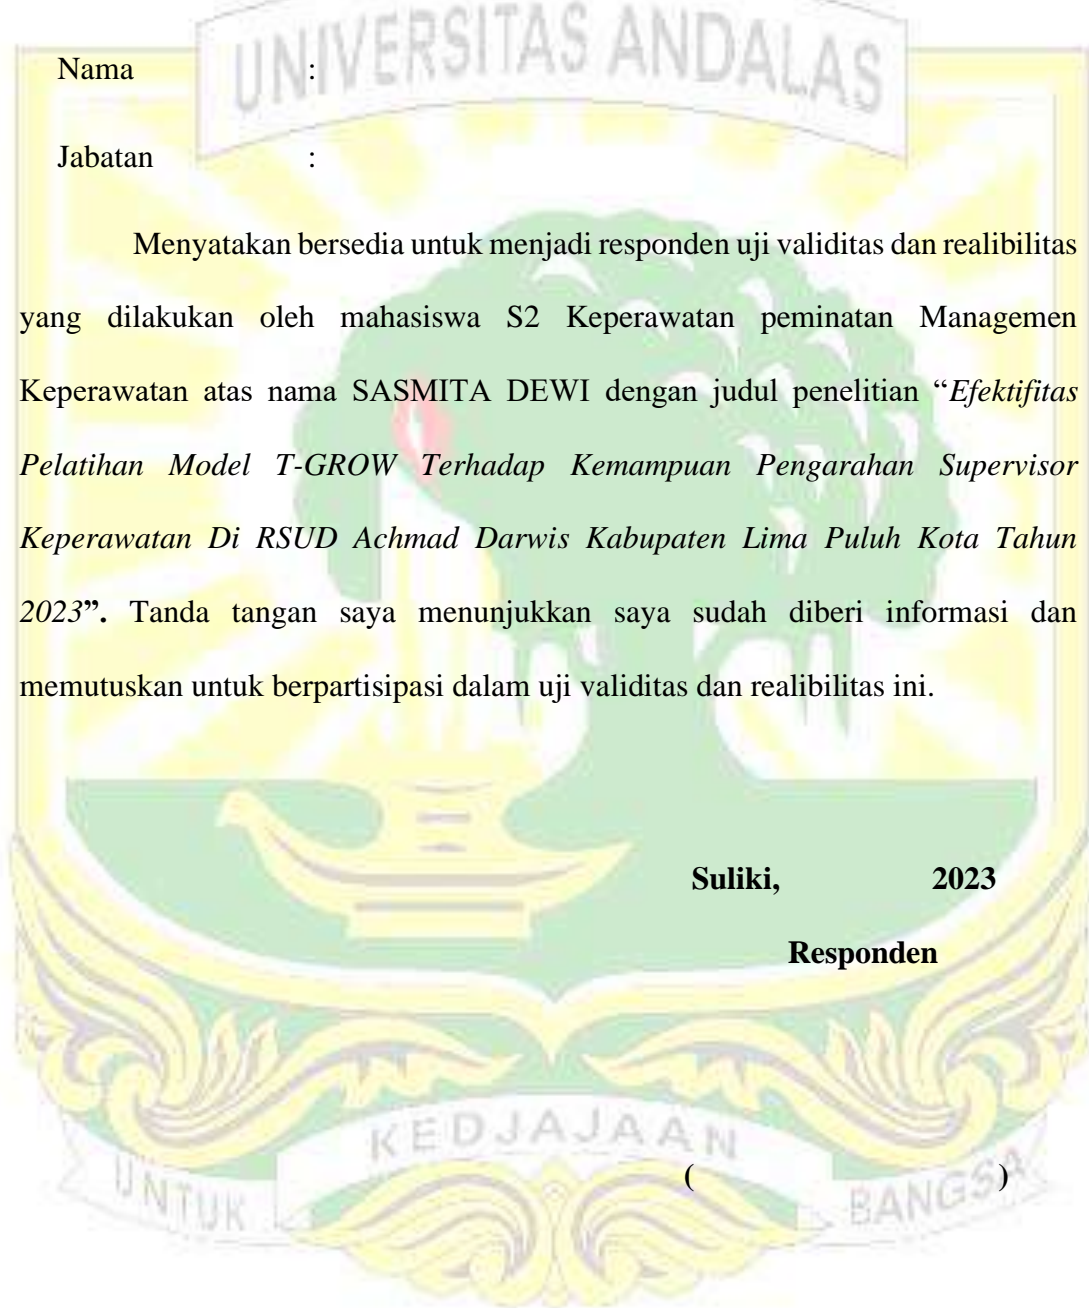 UNIVERSITAS ANDALAS
Nama :
Jabatan :
Menyatakan bersedia untuk menjadi responden uji validitas dan realibilitas
yang dilakukan oleh mahasiswa S2 Keperawatan peminatan Managemen
Keperawatan atas nama SASMITA DEWI dengan judul penelitian “Efektifitas
Pelatihan Model T-GROW Terhadap Kemampuan Pengarahan Supervisor
Keperawatan Di RSUD Achmad Darwis Kabupaten Lima Puluh Kota Tahun
2023”. Tanda tangan saya menunjukkan saya sudah diberi informasi dan
memutuskan untuk berpartisipasi dalam uji validitas dan realibilitas ini.
Suliki, 2023
Responden
( )
UNTUK KEDJAJAAN BANGSA